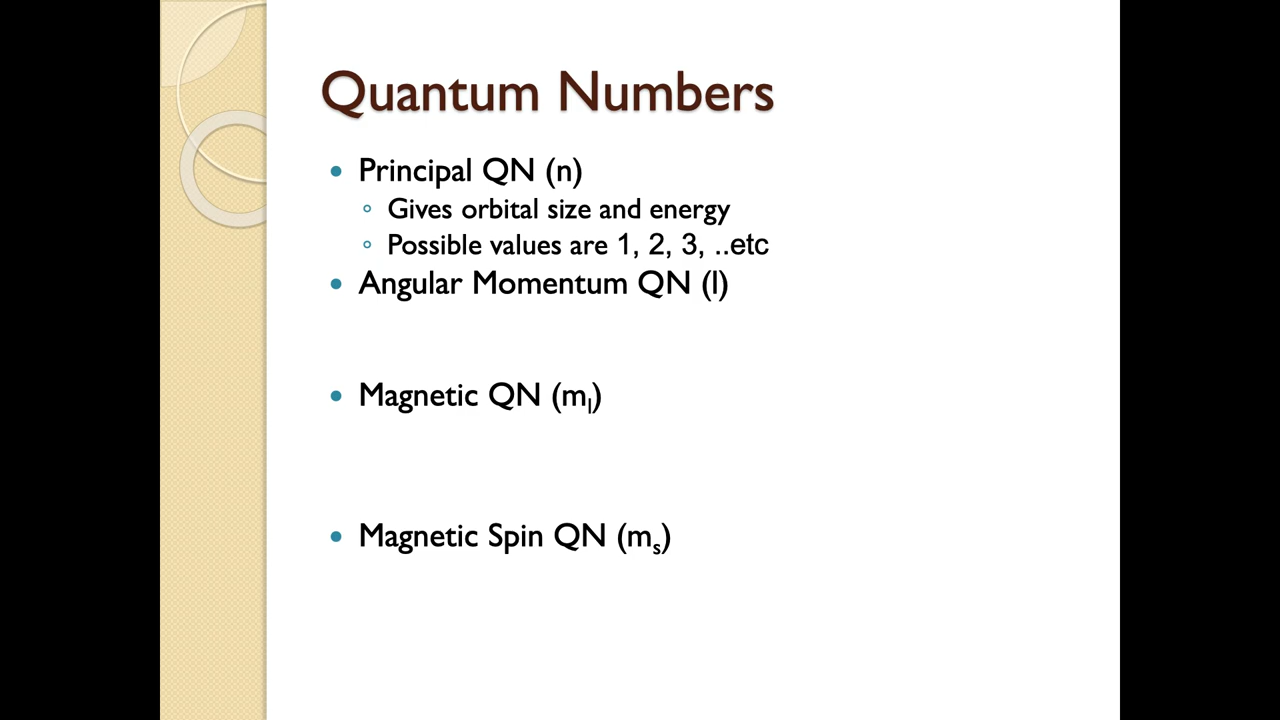 Quantum Numbers
• Principal QN (n)
◦ Gives orbital size and energy
◦ Possible values are 1, 2, 3, ..etc
• Angular Momentum QN (l)
• Magnetic QN (mₗ)
• Magnetic Spin QN (mₛ)